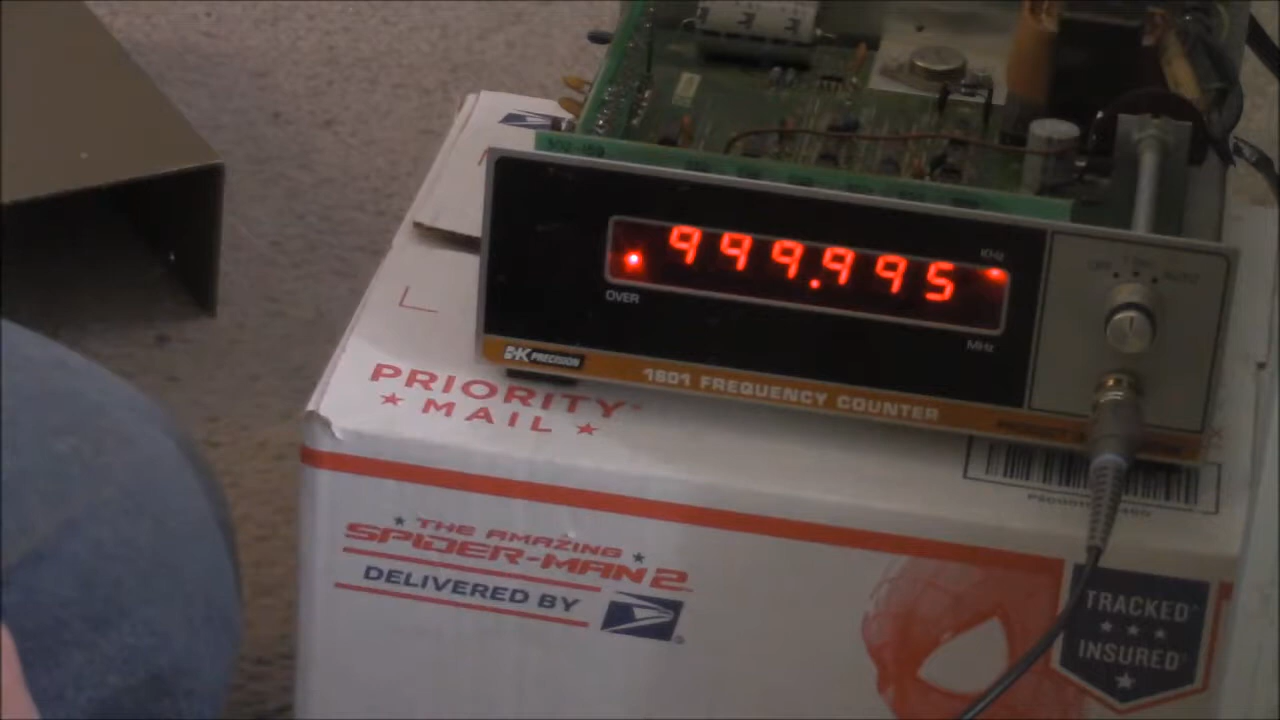 999.995
KHz
OVER
MHz
B·K PRECISION
1801 FREQUENCY COUNTER
AUTO
PRIORITY
★ MAIL ★
THE AMAZING
SPIDER-MAN 2
DELIVERED BY
TRACKED
★ ★ ★
INSURED